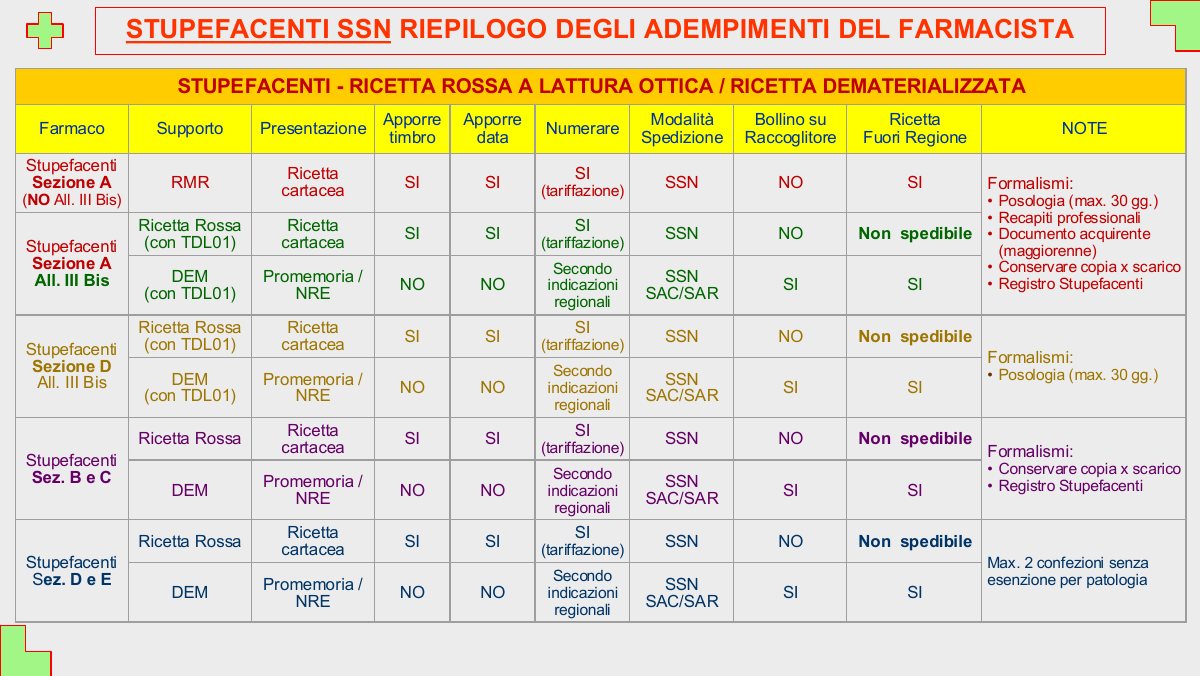 STUPEFACENTI SSN RIEPILOGO DEGLI ADEMPIMENTI DEL FARMACISTA
STUPEFACENTI - RICETTA ROSSA A LATTURA OTTICA / RICETTA DEMATERIALIZZATA
Farmaco
Supporto
Presentazione
Apporre
timbro
Apporre
data
Numerare
Modalità
Spedizione
Bollino su
Raccoglitore
Ricetta
Fuori Regione
NOTE
Stupefacenti
Sezione A
(NO All. III Bis)
RMR
Ricetta
cartacea
SI
SI
SI
(tariffazione)
SSN
NO
SI
Formalismi:
• Posologia (max. 30 gg.)
• Recapiti professionali
• Documento acquirente
(maggiorenne)
• Conservare copia x scarico
• Registro Stupefacenti
Stupefacenti
Sezione A
All. III Bis
Ricetta Rossa
(con TDL01)
Ricetta
cartacea
SI
SI
SI
(tariffazione)
SSN
NO
Non spedibile
DEM
(con TDL01)
Promemoria /
NRE
NO
NO
Secondo
indicazioni
regionali
SSN
SAC/SAR
SI
SI
Stupefacenti
Sezione D
All. III Bis
Ricetta Rossa
(con TDL01)
Ricetta
cartacea
SI
SI
SI
(tariffazione)
SSN
NO
Non spedibile
Formalismi:
• Posologia (max. 30 gg.)
DEM
(con TDL01)
Promemoria /
NRE
NO
NO
Secondo
indicazioni
regionali
SSN
SAC/SAR
SI
SI
Stupefacenti
Sez. B e C
Ricetta Rossa
Ricetta
cartacea
SI
SI
SI
(tariffazione)
SSN
NO
Non spedibile
Formalismi:
• Conservare copia x scarico
• Registro Stupefacenti
DEM
Promemoria /
NRE
NO
NO
Secondo
indicazioni
regionali
SSN
SAC/SAR
SI
SI
Stupefacenti
Sez. D e E
Ricetta Rossa
Ricetta
cartacea
SI
SI
SI
(tariffazione)
SSN
NO
Non spedibile
Max. 2 confezioni senza
esenzione per patologia
DEM
Promemoria /
NRE
NO
NO
Secondo
indicazioni
regionali
SSN
SAC/SAR
SI
SI